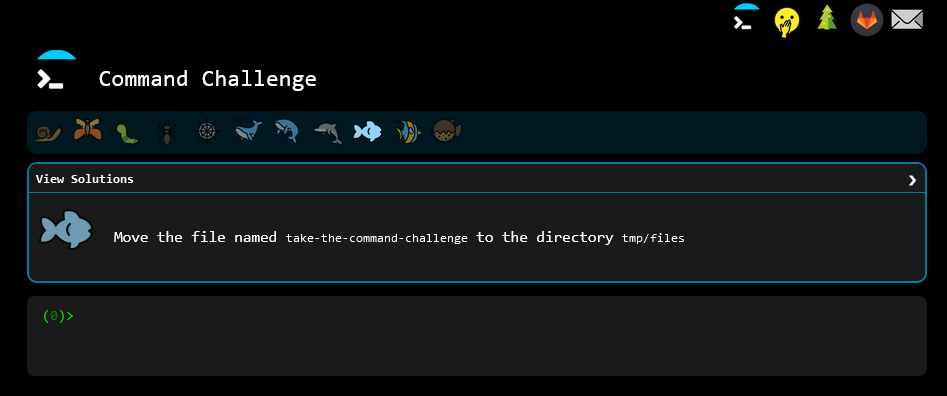 Command Challenge
View Solutions
Move the file named take-the-command-challenge to the directory tmp/files
(0)>